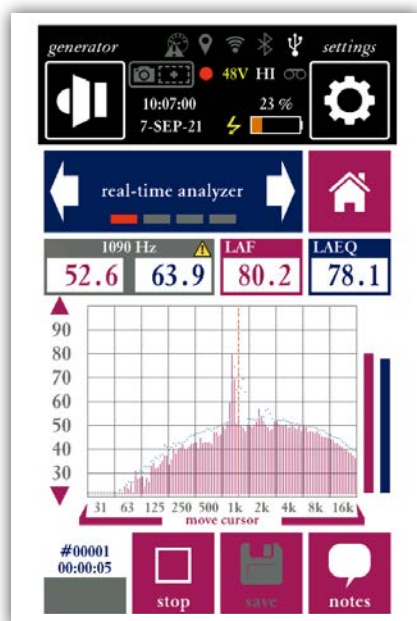 generator
settings
48V HI
10:07:00
23 %
7-SEP-21
real-time analyzer
1090 Hz
LAF
LAEQ
52.6
63.9
80.2
78.1
90
80
70
60
50
40
30
31 63 125 250 500 1k 2k 4k 8k 16k
move cursor
#00001
00:00:05
stop
save
notes